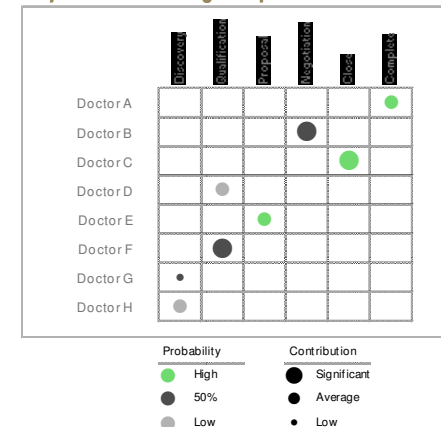 Discovery
Qualification
Proposal
Negotiation
Close
Complete
Doctor A
Doctor B
Doctor C
Doctor D
Doctor E
Doctor F
Doctor G
Doctor H
Probability Contribution
High Significant
50% Average
Low Low